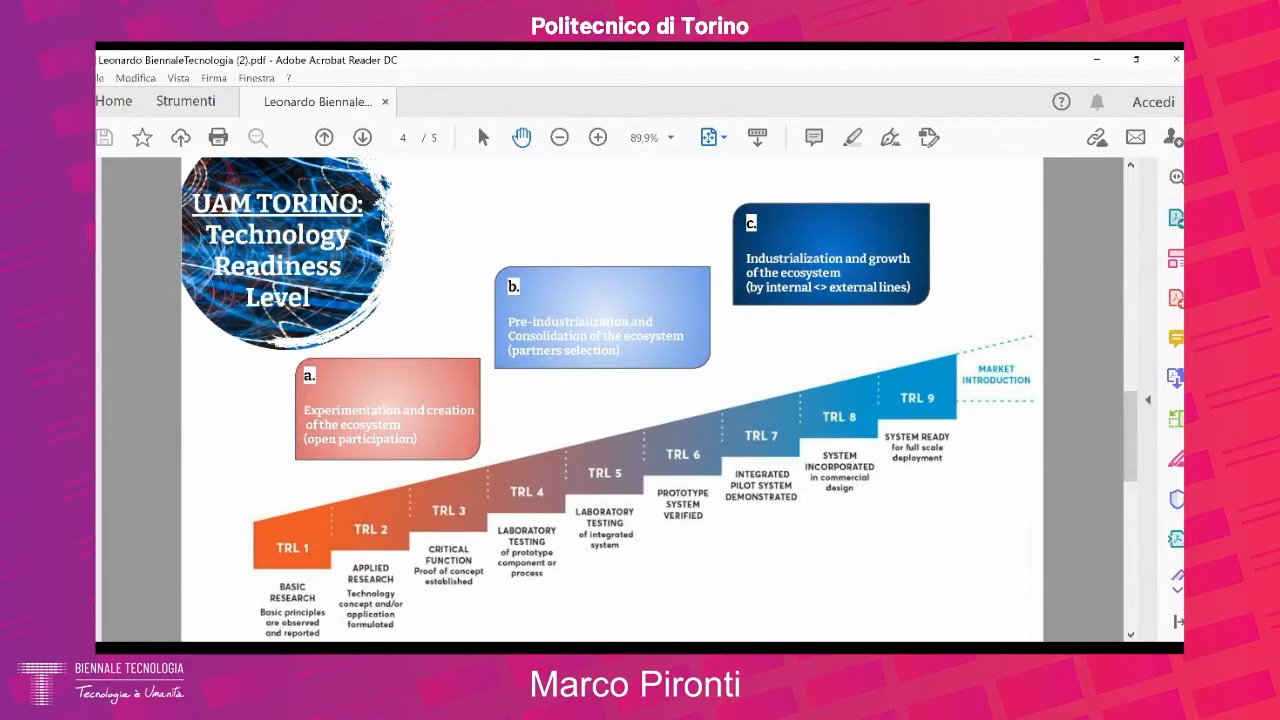 Politecnico di Torino
Leonardo BiennaleTecnologia (2).pdf - Adobe Acrobat Reader DC
le Modifica Vista Firma Finestra ?
Home Strumenti Leonardo Biennale... × Accedi
4 / 5 89,9%
UAM TORINO:
Technology
Readiness
Level
a.
Experimentation and creation
of the ecosystem
(open participation)
b.
Pre-industrialization and
Consolidation of the ecosystem
(partners selection)
c.
Industrialization and growth
of the ecosystem
(by internal <> external lines)
TRL 1
BASIC
RESEARCH
Basic principles
are observed
and reported
TRL 2
APPLIED
RESEARCH
Technology
concept and/or
application
formulated
TRL 3
CRITICAL
FUNCTION
Proof of concept
established
TRL 4
LABORATORY
TESTING
of prototype
component or
process
TRL 5
LABORATORY
TESTING
of integrated
system
TRL 6
PROTOTYPE
SYSTEM
VERIFIED
TRL 7
INTEGRATED
PILOT SYSTEM
DEMONSTRATED
TRL 8
SYSTEM
INCORPORATED
in commercial
design
TRL 9
SYSTEM READY
for full scale
deployment
MARKET
INTRODUCTION
BIENNALE TECNOLOGIA
Tecnologia è Umanità
Marco Pironti